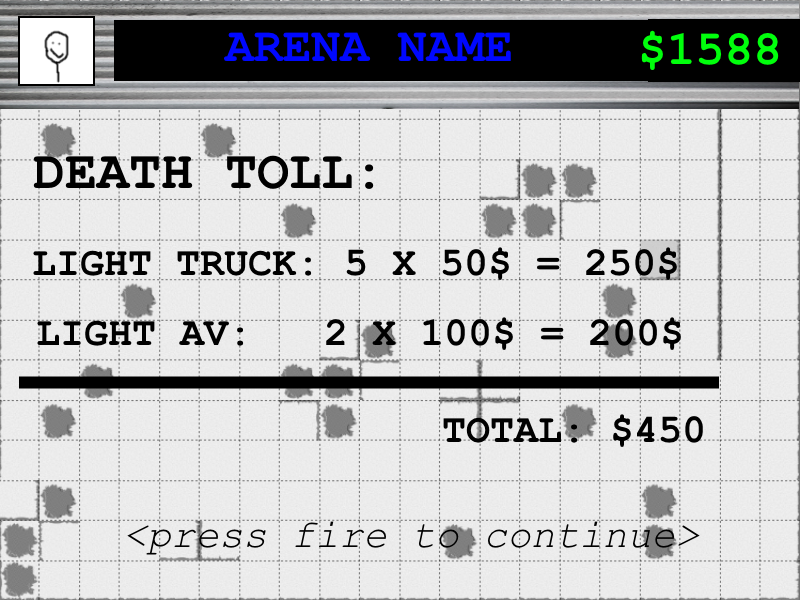 ARENA NAME $1588
DEATH TOLL:
LIGHT TRUCK: 5 X 50$ = 250$
LIGHT AV: 2 X 100$ = 200$
TOTAL: $450
<press fire to continue>